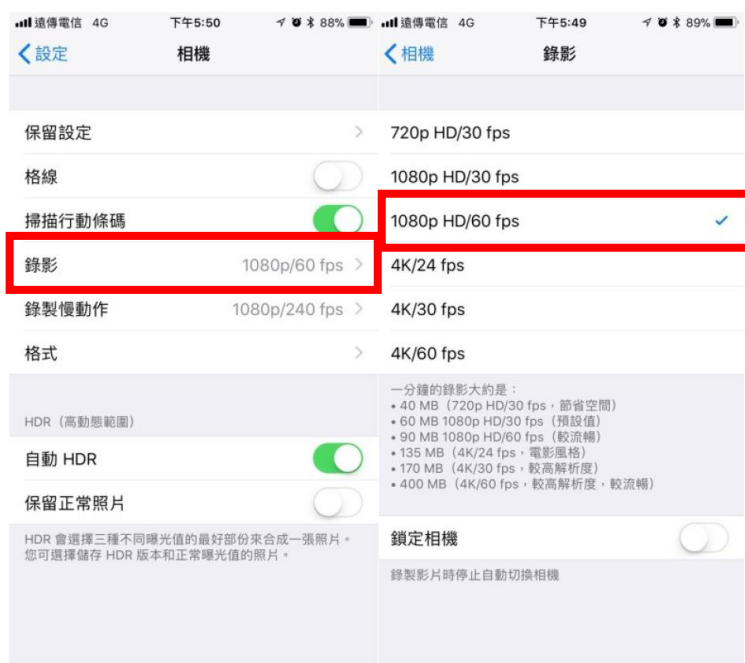 遠傳電信 4G 下午5:50 88%
設定 相機
保留設定
格線
掃描行動條碼
錄影 1080p/60 fps
錄製慢動作 1080p/240 fps
格式
HDR（高動態範圍）
自動 HDR
保留正常照片
HDR 會選擇三種不同曝光值的最好部份來合成一張照片。
您可選擇儲存 HDR 版本和正常曝光值的照片。
遠傳電信 4G 下午5:49 89%
相機 錄影
720p HD/30 fps
1080p HD/30 fps
1080p HD/60 fps
4K/24 fps
4K/30 fps
4K/60 fps
一分鐘的錄影大約是：
• 40 MB（720p HD/30 fps，節省空間）
• 60 MB 1080p HD/30 fps（預設值）
• 90 MB 1080p HD/60 fps（較流暢）
• 135 MB（4K/24 fps，電影風格）
• 170 MB（4K/30 fps，較高解析度）
• 400 MB（4K/60 fps，較高解析度，較流暢）
鎖定相機
錄製影片時停止自動切換相機